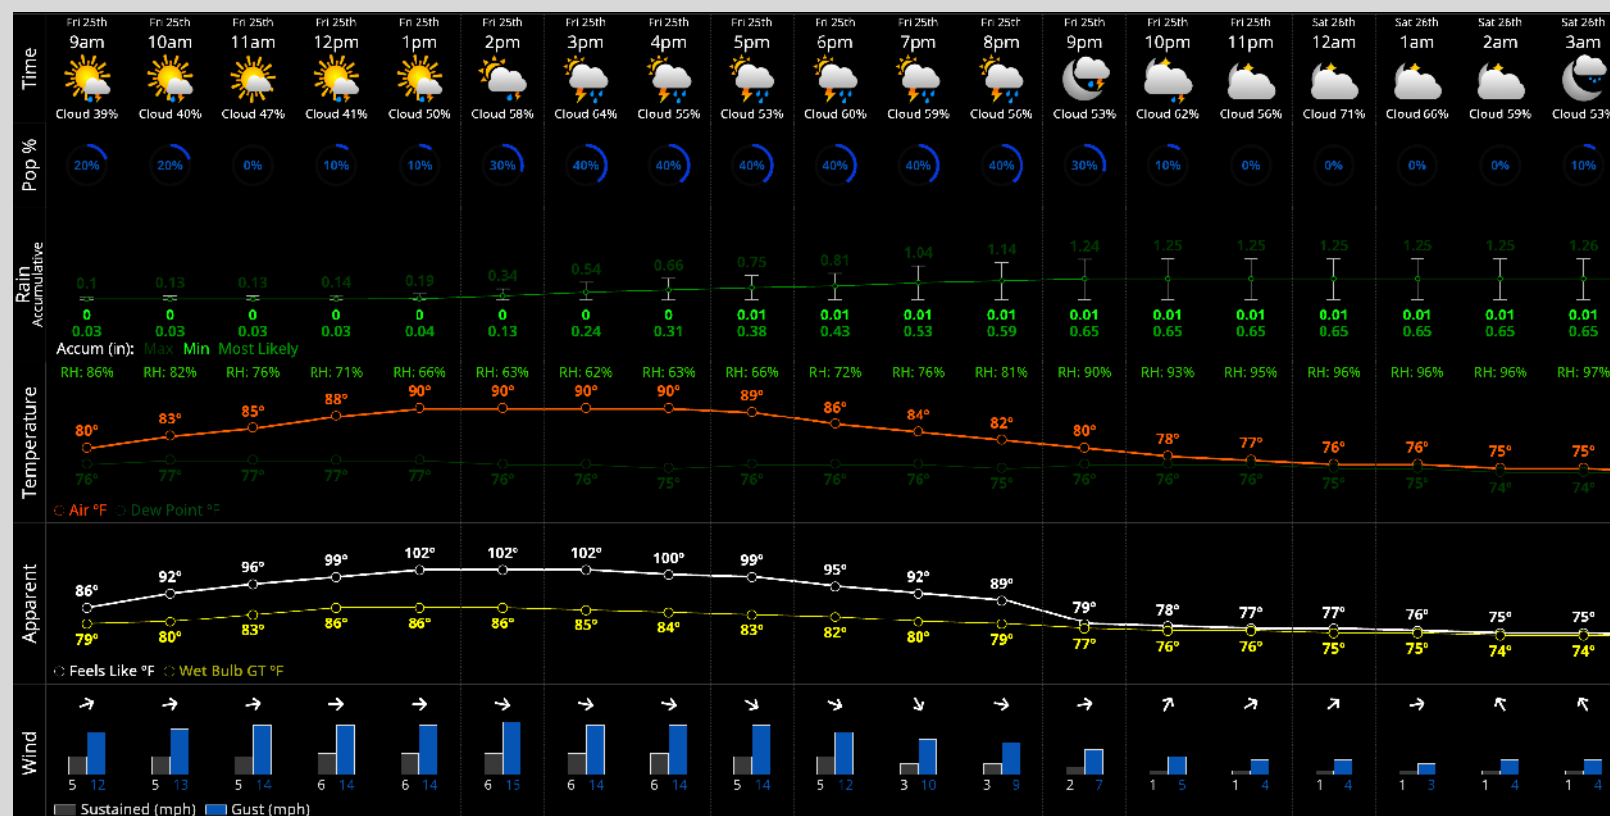 Fri 25th Fri 25th Fri 25th Fri 25th Fri 25th Fri 25th Fri 25th Fri 25th Fri 25th Fri 25th Fri 25th Fri 25th Fri 25th Fri 25th Fri 25th Sat 26th Sat 26th Sat 26th Sat 26th
Time 9am 10am 11am 12pm 1pm 2pm 3pm 4pm 5pm 6pm 7pm 8pm 9pm 10pm 11pm 12am 1am 2am 3am
Cloud 39% Cloud 40% Cloud 47% Cloud 41% Cloud 50% Cloud 58% Cloud 64% Cloud 55% Cloud 53% Cloud 60% Cloud 59% Cloud 56% Cloud 53% Cloud 62% Cloud 56% Cloud 71% Cloud 66% Cloud 59% Cloud 53%
Pop % 20% 20% 0% 10% 10% 30% 40% 40% 40% 40% 40% 40% 30% 10% 0% 0% 0% 0% 10%
Rain
Accumulative
0.1 0.13 0.13 0.14 0.19 0.34 0.54 0.66 0.75 0.81 1.04 1.14 1.24 1.25 1.25 1.25 1.25 1.25 1.26
0 0 0 0 0 0 0 0 0.01 0.01 0.01 0.01 0.01 0.01 0.01 0.01 0.01 0.01 0.01
0.03 0.03 0.03 0.03 0.04 0.13 0.24 0.31 0.38 0.43 0.53 0.59 0.65 0.65 0.65 0.65 0.65 0.65 0.65
Accum (in): Max Min Most Likely
RH: 86% RH: 82% RH: 76% RH: 71% RH: 66% RH: 63% RH: 62% RH: 63% RH: 66% RH: 72% RH: 76% RH: 81% RH: 90% RH: 93% RH: 95% RH: 96% RH: 96% RH: 96% RH: 97%
Temperature
80° 83° 85° 88° 90° 90° 90° 90° 89° 86° 84° 82° 80° 78° 77° 76° 76° 75° 75°
76° 77° 77° 77° 77° 76° 76° 75° 76° 76° 76° 75° 76° 76° 76° 75° 75° 74° 74°
Air °F Dew Point °F
Apparent
86° 92° 96° 99° 102° 102° 102° 100° 99° 95° 92° 89° 79° 78° 77° 77° 76° 75° 75°
79° 80° 83° 86° 86° 86° 85° 84° 83° 82° 80° 79° 77° 76° 76° 75° 75° 74° 74°
Feels Like °F Wet Bulb GT °F
Wind
5 12 5 13 5 14 6 14 6 14 6 15 6 14 6 14 5 14 5 12 3 10 3 9 2 7 1 5 1 4 1 4 1 3 1 4 1 4
Sustained (mph) Gust (mph)